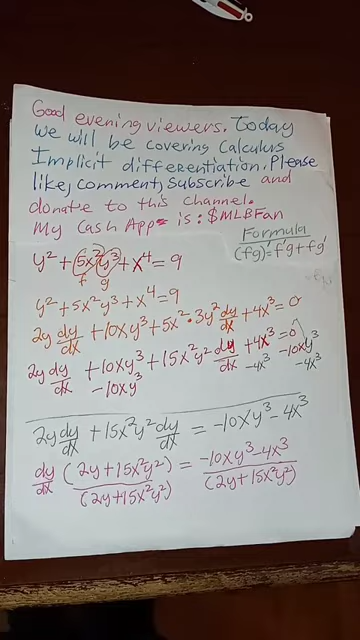 Good evening viewers. Today
we will be covering Calculus
Implicit differentiation. Please
like, comment, subscribe and
donate to this channel.
My Cash App is: $MLBFan
Formula
(fg)' = f'g + fg'
y² + 5x²y³ + x⁴ = 9
f g
y² + 5x²y³ + x⁴ = 9
2y dy/dx + 10xy³ + 5x² • 3y² dy/dx + 4x³ = 0
2y dy/dx + 10xy³ + 15x²y² dy/dx + 4x³ = 0
-10xy³ -4x³ -10xy³ -4x³
2y dy/dx + 15x²y² dy/dx = -10xy³ - 4x³
dy/dx (2y + 15x²y²) / (2y + 15x²y²) = -10xy³ - 4x³ / (2y + 15x²y²)